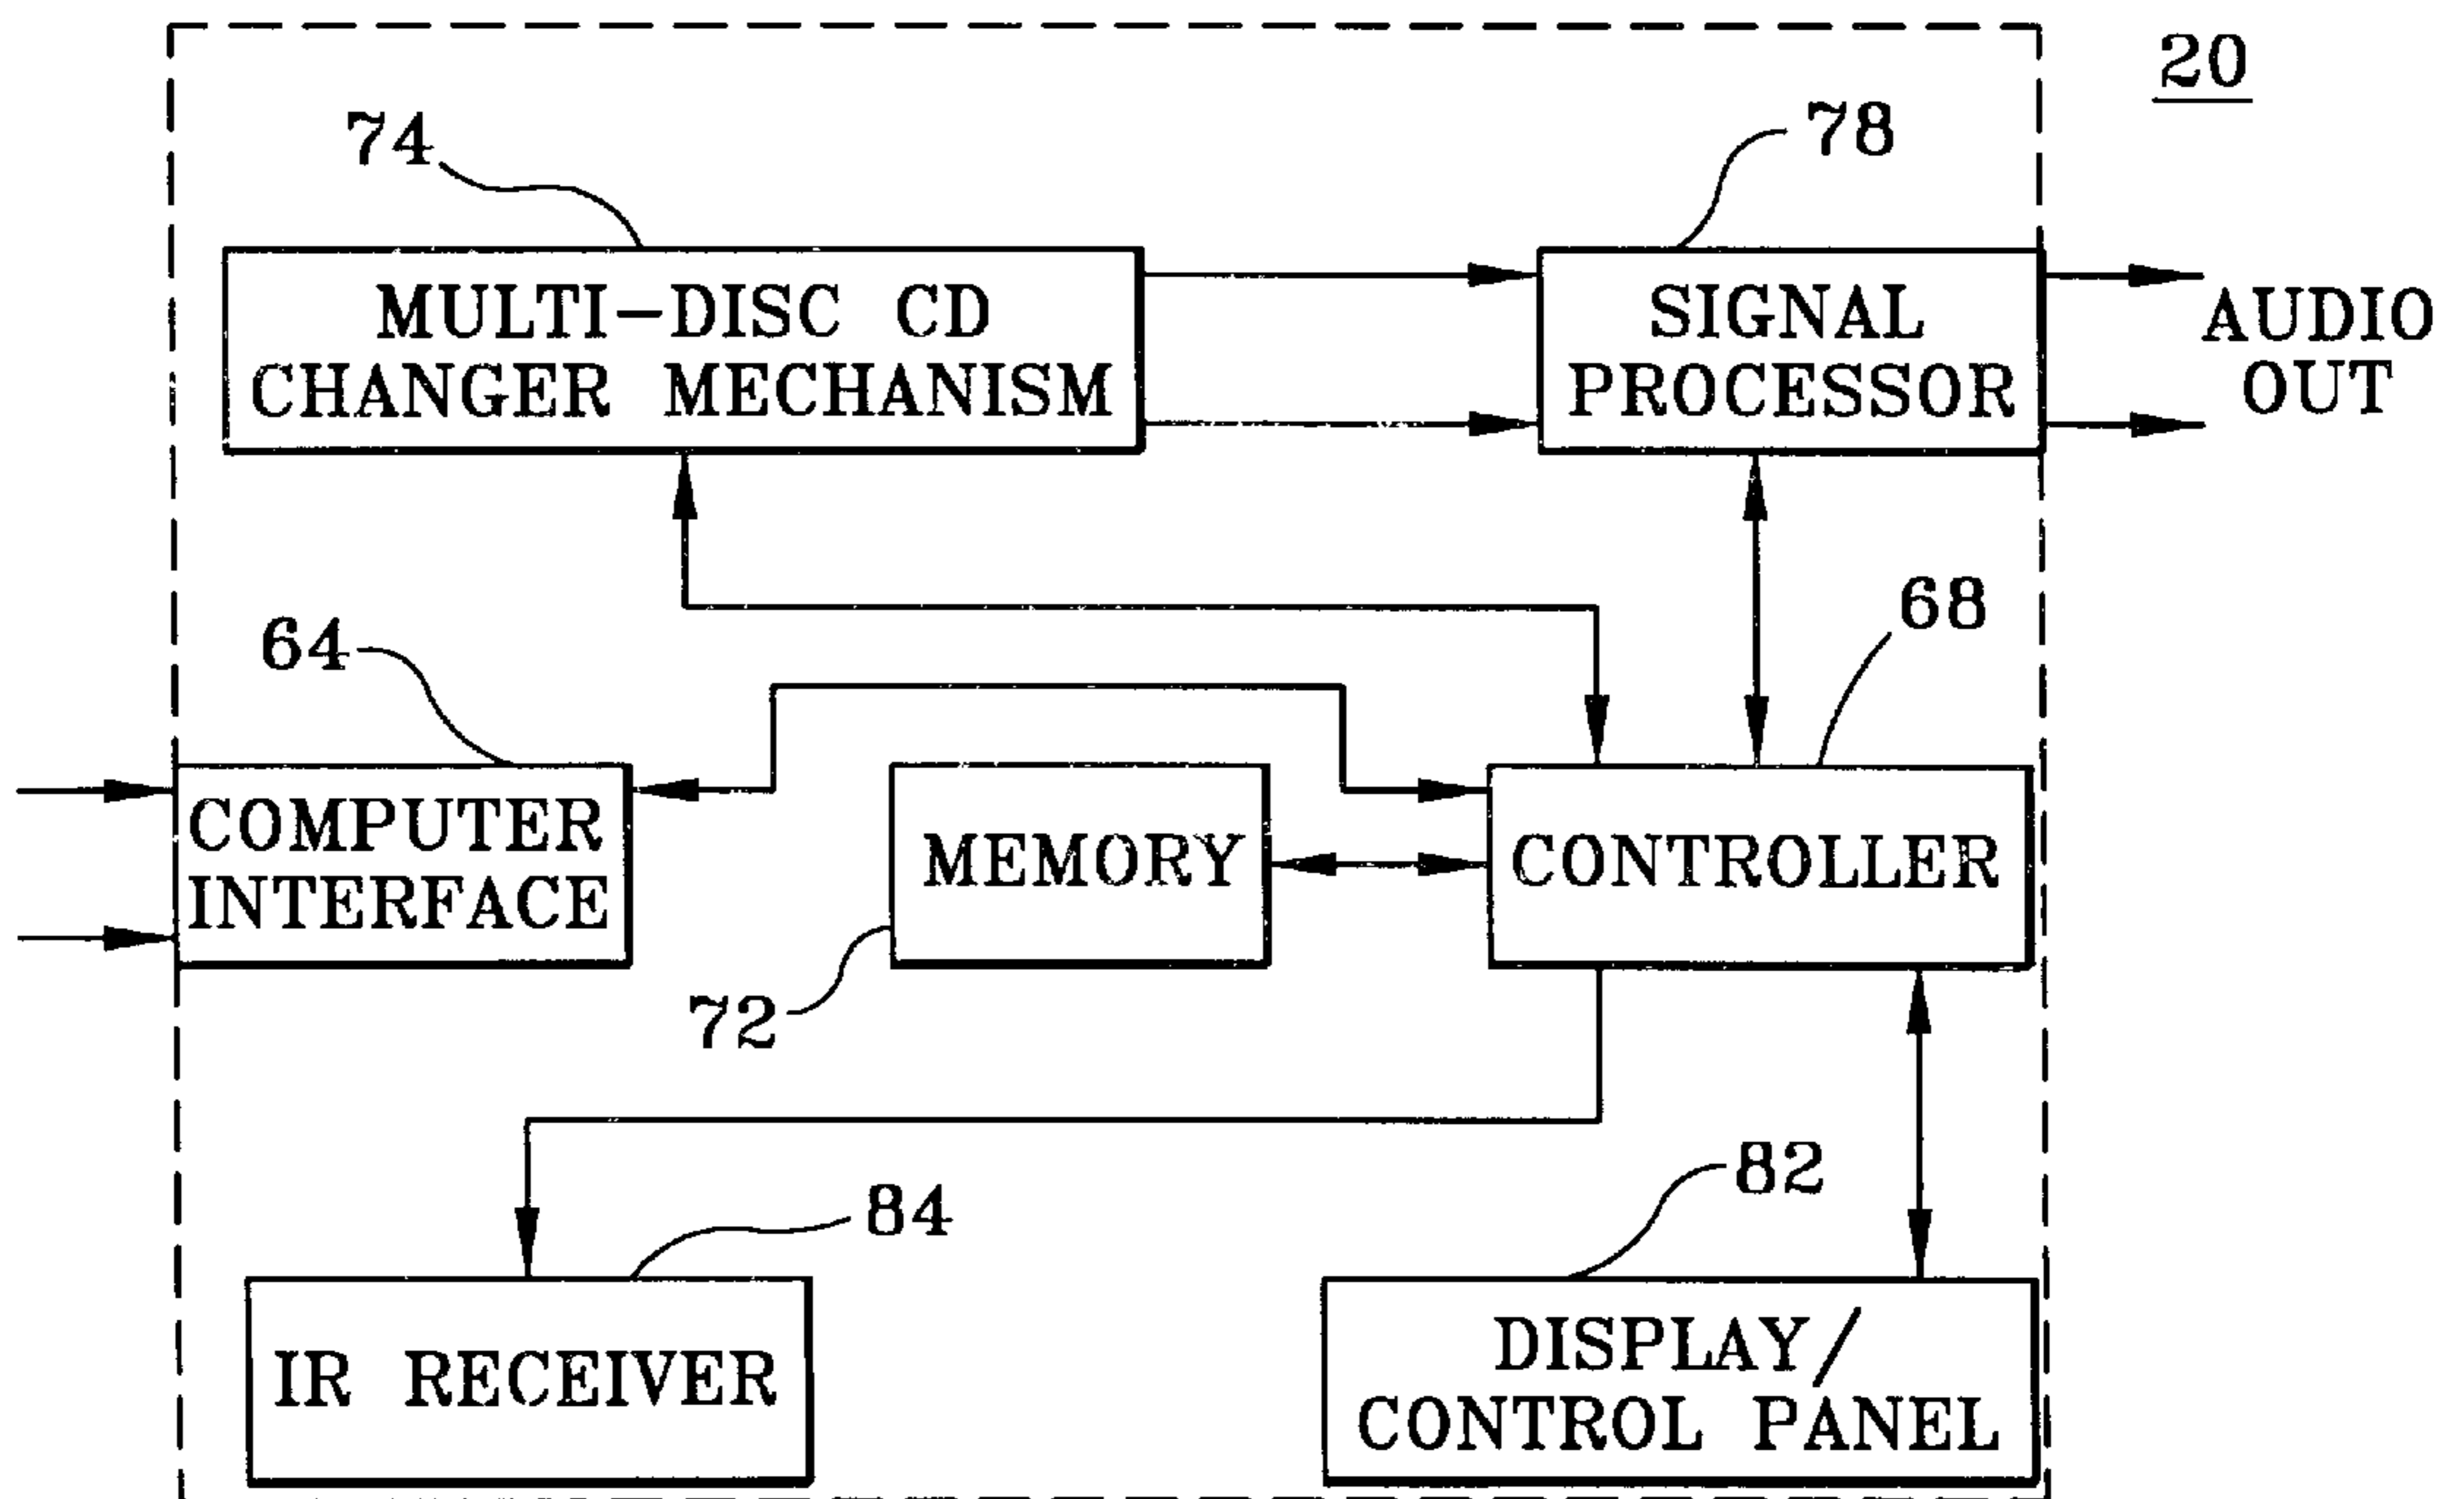 20
74
78
MULTI-DISC CD
CHANGER MECHANISM
SIGNAL
PROCESSOR
AUDIO
OUT
64
68
COMPUTER
INTERFACE
MEMORY
CONTROLLER
72
84
82
IR RECEIVER
DISPLAY/
CONTROL PANEL